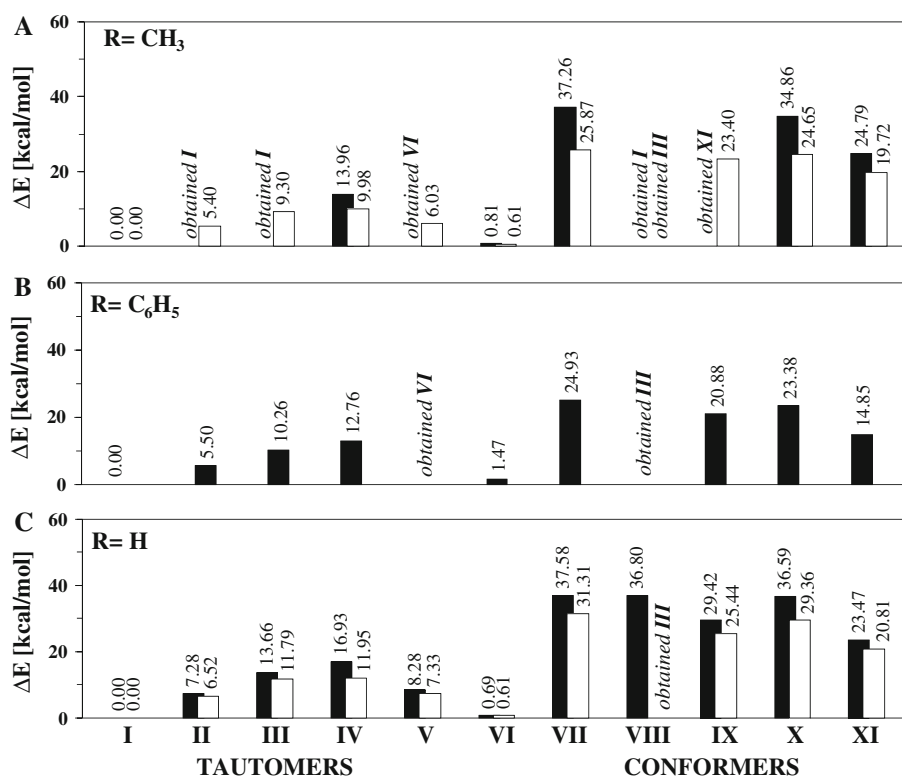 A
R= CH3
ΔE [kcal/mol]
60
40
20
0
0.00
0.00
obtained I
5.40
obtained I
9.30
13.96
9.98
obtained VI
6.03
0.81
0.61
37.26
25.87
obtained I
obtained III
obtained XI
23.40
34.86
24.65
24.79
19.72
B
R= C6H5
ΔE [kcal/mol]
60
40
20
0
0.00
5.50
10.26
12.76
obtained VI
1.47
24.93
obtained III
20.88
23.38
14.85
C
R= H
ΔE [kcal/mol]
60
40
20
0
0.00
0.00
7.28
6.52
13.66
11.79
16.93
11.95
8.28
7.33
0.69
0.61
37.58
31.31
36.80
obtained III
29.42
25.44
36.59
29.36
23.47
20.81
I II III IV V VI VII VIII IX X XI
TAUTOMERS CONFORMERS